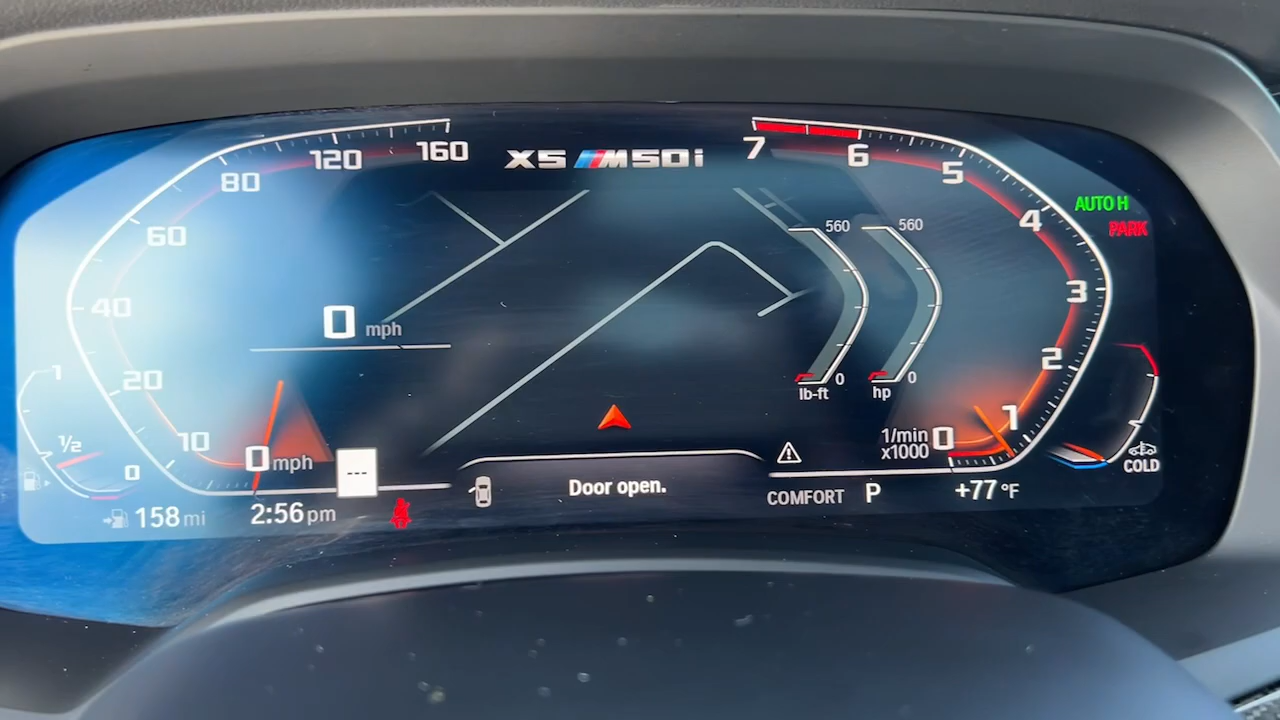 X5 M50i
160
120
80
60
40
20
10
0 mph
0 mph
1
1/2
0
158 mi
2:56 pm
---
Door open.
7
6
5
4
3
2
1
0
1/min
x1000
560
0
lb-ft
560
0
hp
AUTO H
PARK
COLD
COMFORT P
+77 °F